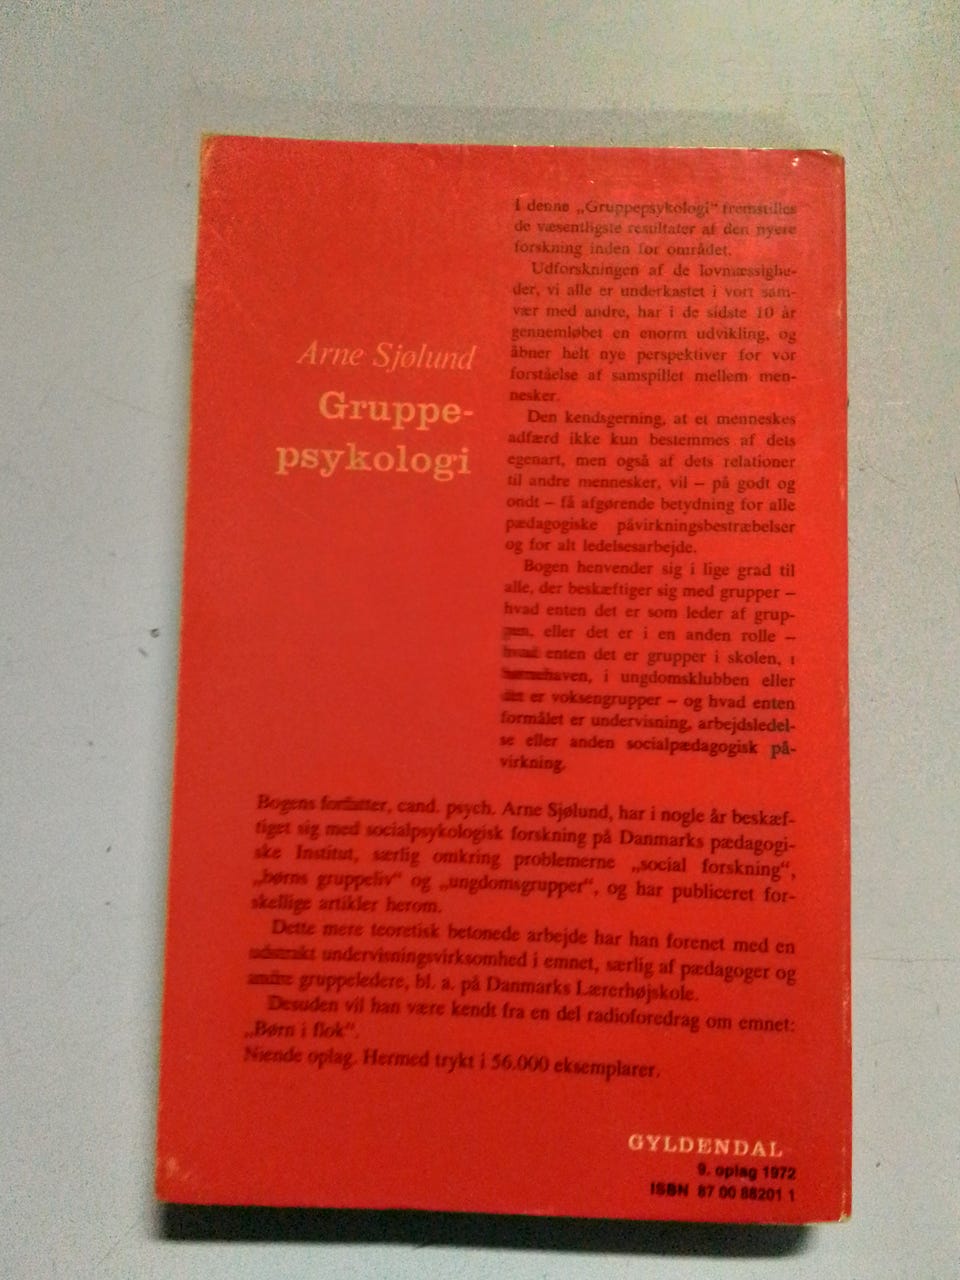 Arne Sjølund
Gruppe-
psykologi
I denne „Gruppepsykologi" fremstilles
de væsentligste resultater af den nyere
forskning inden for området.
Udforskningen af de lovmæssighe-
der, vi alle er underkastet i vort sam-
vær med andre, har i de sidste 10 år
gennemløbet en enorm udvikling, og
åbner helt nye perspektiver for vor
forståelse af samspillet mellem men-
nesker.
Den kendsgerning, at et menneskes
adfærd ikke kun bestemmes af dets
egenart, men også af dets relationer
til andre mennesker, vil – på godt og
ondt – få afgørende betydning for alle
pædagogiske påvirkningsbestræbelser
og for alt ledelsesarbejde.
Bogen henvender sig i lige grad til
alle, der beskæftiger sig med grupper –
hvad enten det er som leder af grup-
pen, eller det er i en anden rolle –
hvad enten det er grupper i skolen, i
børnehaven, i ungdomsklubben eller
det er voksengrupper – og hvad enten
formålet er undervisning, arbejdsledel-
se eller anden socialpædagogisk på-
virkning.
Bogens forfatter, cand. psych. Arne Sjølund, har i nogle år beskæf-
tiget sig med socialpsykologisk forskning på Danmarks pædagogi-
ske Institut, særlig omkring problemerne „social forskning",
„børns gruppeliv" og „ungdomsgrupper", og har publiceret for-
skellige artikler herom.
Dette mere teoretisk betonede arbejde har han forenet med en
udstrakt undervisningsvirksomhed i emnet, særlig af pædagoger og
andre gruppeledere, bl. a. på Danmarks Lærerhøjskole.
Desuden vil han være kendt fra en del radioforedrag om emnet:
„Børn i flok".
Niende oplag. Hermed trykt i 56.000 eksemplarer.
GYLDENDAL
9. oplag 1972
ISBN 87 00 88201 1